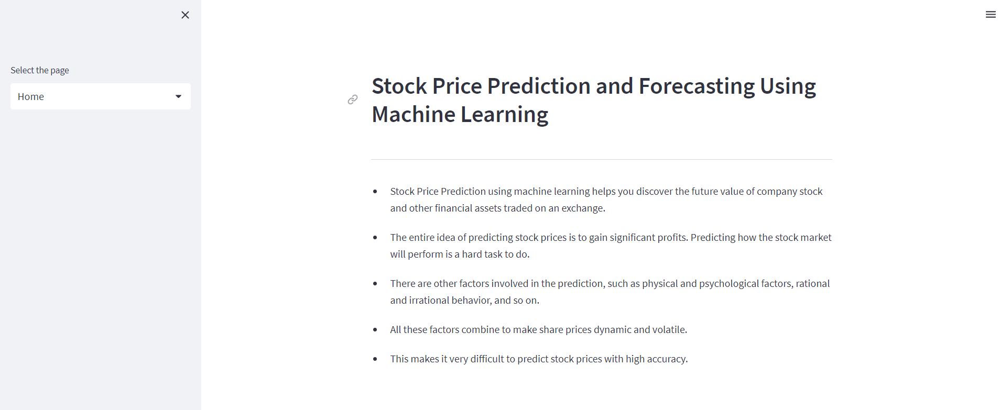 Select the page
Home
Stock Price Prediction and Forecasting Using
Machine Learning
Stock Price Prediction using machine learning helps you discover the future value of company stock
and other financial assets traded on an exchange.
The entire idea of predicting stock prices is to gain significant profits. Predicting how the stock market
will perform is a hard task to do.
There are other factors involved in the prediction, such as physical and psychological factors, rational
and irrational behavior, and so on.
All these factors combine to make share prices dynamic and volatile.
This makes it very difficult to predict stock prices with high accuracy.